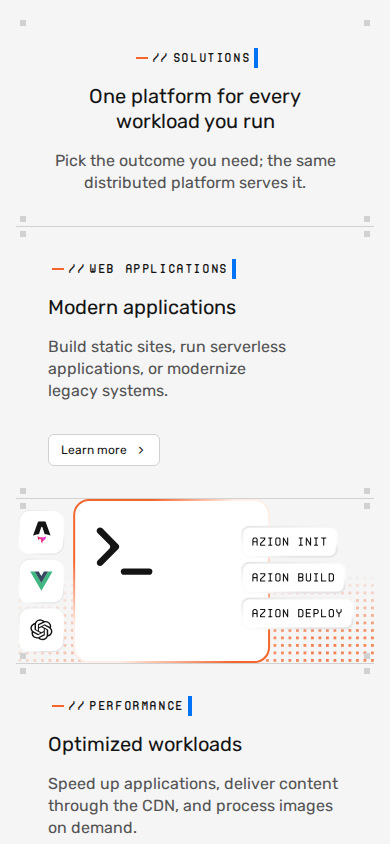 // SOLUTIONS
One platform for every
workload you run
Pick the outcome you need; the same
distributed platform serves it.
// WEB APPLICATIONS
Modern applications
Build static sites, run serverless
applications, or modernize
legacy systems.
Learn more
AZION INIT
AZION BUILD
AZION DEPLOY
// PERFORMANCE
Optimized workloads
Speed up applications, deliver content
through the CDN, and process images
on demand.